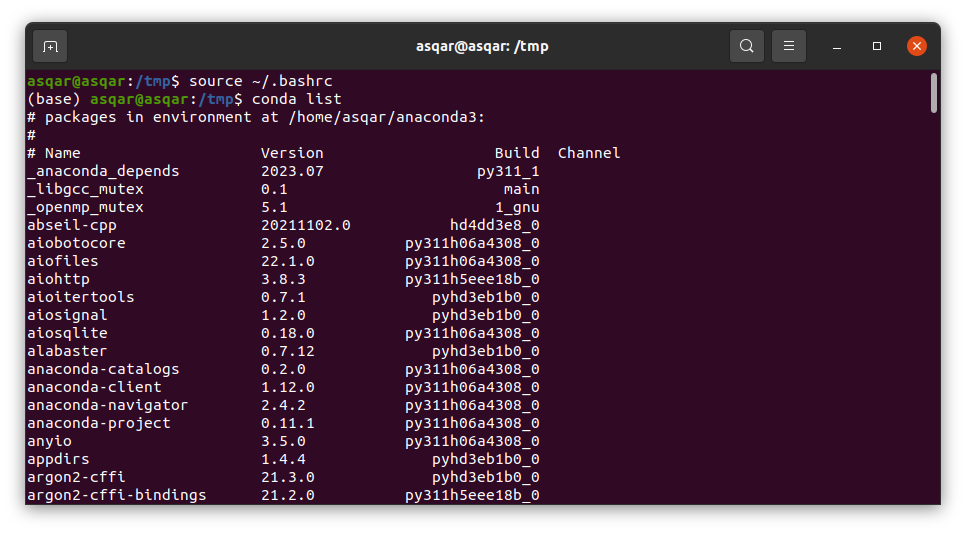 asqar@asqar: /tmp
asqar@asqar:/tmp$ source ~/.bashrc
(base) asqar@asqar:/tmp$ conda list
# packages in environment at /home/asqar/anaconda3:
#
# Name                    Version                   Build  Channel
_anaconda_depends         2023.07                 py311_1
_libgcc_mutex             0.1                        main
_openmp_mutex             5.1                       1_gnu
abseil-cpp                20211102.0           hd4dd3e8_0
aiobotocore               2.5.0           py311h06a4308_0
aiofiles                  22.1.0          py311h06a4308_0
aiohttp                   3.8.3           py311h5eee18b_0
aioitertools              0.7.1              pyhd3eb1b0_0
aiosignal                 1.2.0              pyhd3eb1b0_0
aiosqlite                 0.18.0          py311h06a4308_0
alabaster                 0.7.12             pyhd3eb1b0_0
anaconda-catalogs         0.2.0           py311h06a4308_0
anaconda-client           1.12.0          py311h06a4308_0
anaconda-navigator        2.4.2           py311h06a4308_0
anaconda-project          0.11.1          py311h06a4308_0
anyio                     3.5.0           py311h06a4308_0
appdirs                   1.4.4              pyhd3eb1b0_0
argon2-cffi               21.3.0             pyhd3eb1b0_0
argon2-cffi-bindings      21.2.0          py311h5eee18b_0